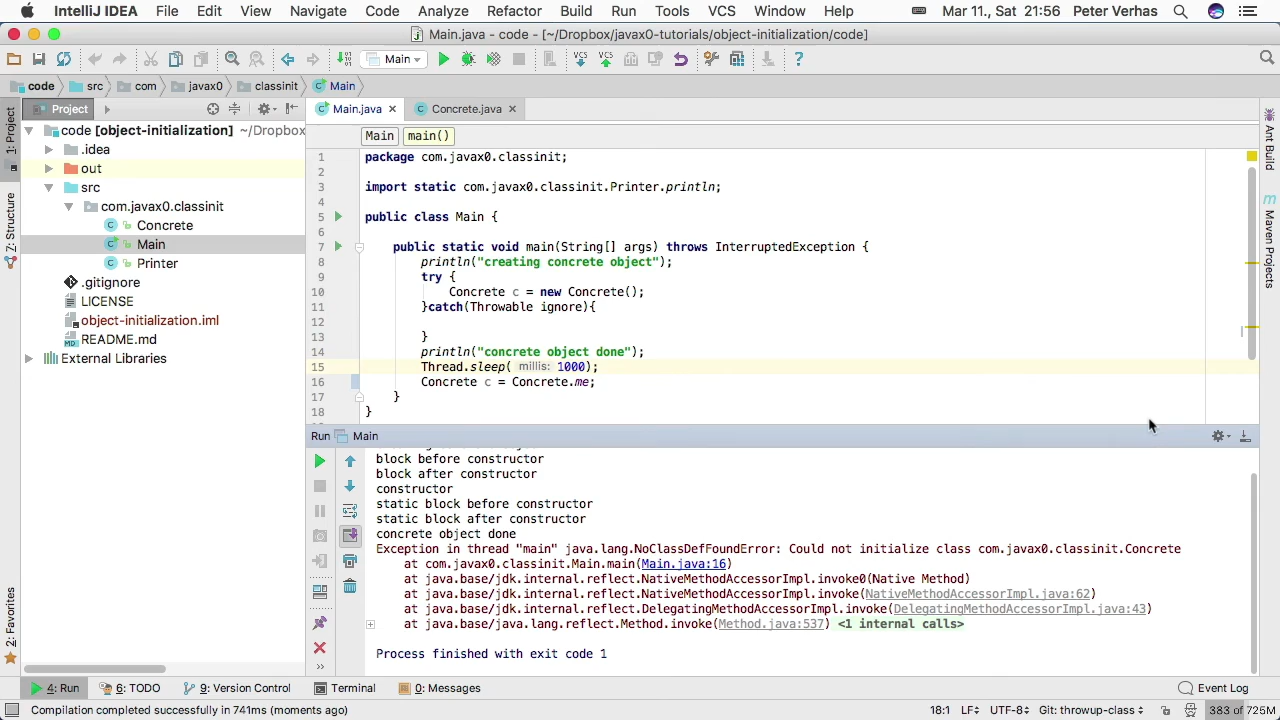 IntelliJ IDEA File Edit View Navigate Code Analyze Refactor Build Run Tools VCS Window Help Mar 11., Sat 21:56 Peter Verhas
Main.java - code - [~/Dropbox/javax0-tutorials/object-initialization/code]
Main
code src com javax0 classinit Main
Project
Main.java Concrete.java
1: Project
Z: Structure
2: Favorites
code [object-initialization] ~/Dropbox
.idea
out
src
com.javax0.classinit
Concrete
Main
Printer
.gitignore
LICENSE
object-initialization.iml
README.md
External Libraries
Main main()
1 package com.javax0.classinit;
2
3 import static com.javax0.classinit.Printer.println;
4
5 public class Main {
6
7 public static void main(String[] args) throws InterruptedException {
8 println("creating concrete object");
9 try {
10 Concrete c = new Concrete();
11 }catch(Throwable ignore){
12
13 }
14 println("concrete object done");
15 Thread.sleep( millis: 1000);
16 Concrete c = Concrete.me;
17 }
18 }
Ant Build
Maven Projects
Run Main
block before constructor
block after constructor
constructor
static block before constructor
static block after constructor
concrete object done
Exception in thread "main" java.lang.NoClassDefFoundError: Could not initialize class com.javax0.classinit.Concrete
at com.javax0.classinit.Main.main(Main.java:16)
at java.base/jdk.internal.reflect.NativeMethodAccessorImpl.invoke0(Native Method)
at java.base/jdk.internal.reflect.NativeMethodAccessorImpl.invoke(NativeMethodAccessorImpl.java:62)
at java.base/jdk.internal.reflect.DelegatingMethodAccessorImpl.invoke(DelegatingMethodAccessorImpl.java:43)
at java.base/java.lang.reflect.Method.invoke(Method.java:537) <1 internal calls>
Process finished with exit code 1
4: Run 6: TODO 9: Version Control Terminal 0: Messages Event Log
Compilation completed successfully in 741ms (moments ago) 18:1 LF÷ UTF-8÷ Git: throwup-class÷ 383 of 725M